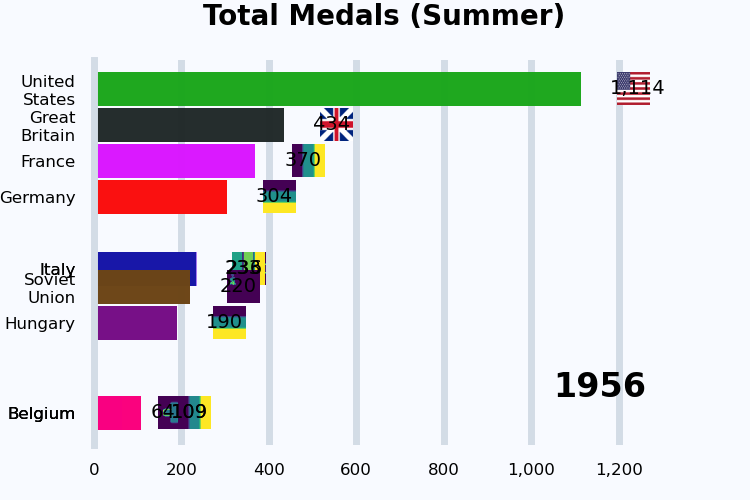 Total Medals (Summer)
United
States
1,114
Great
Britain
434
France
370
Germany
304
Italy
Soviet
Union
220
Hungary
190
1956
Belgium
109
0 200 400 600 800 1,000 1,200